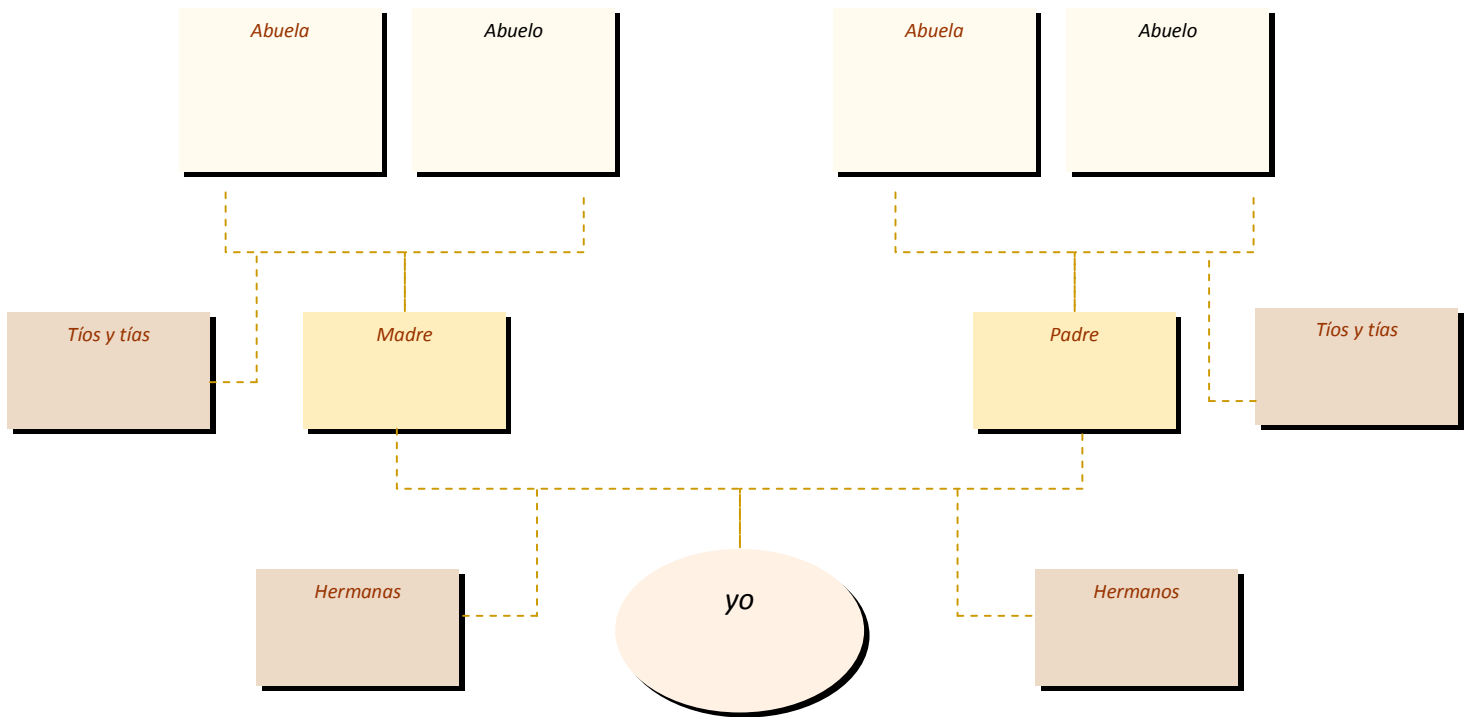 Abuela
Abuelo
Abuela
Abuelo
Tíos y tías
Madre
Padre
Tíos y tías
Hermanas
yo
Hermanos